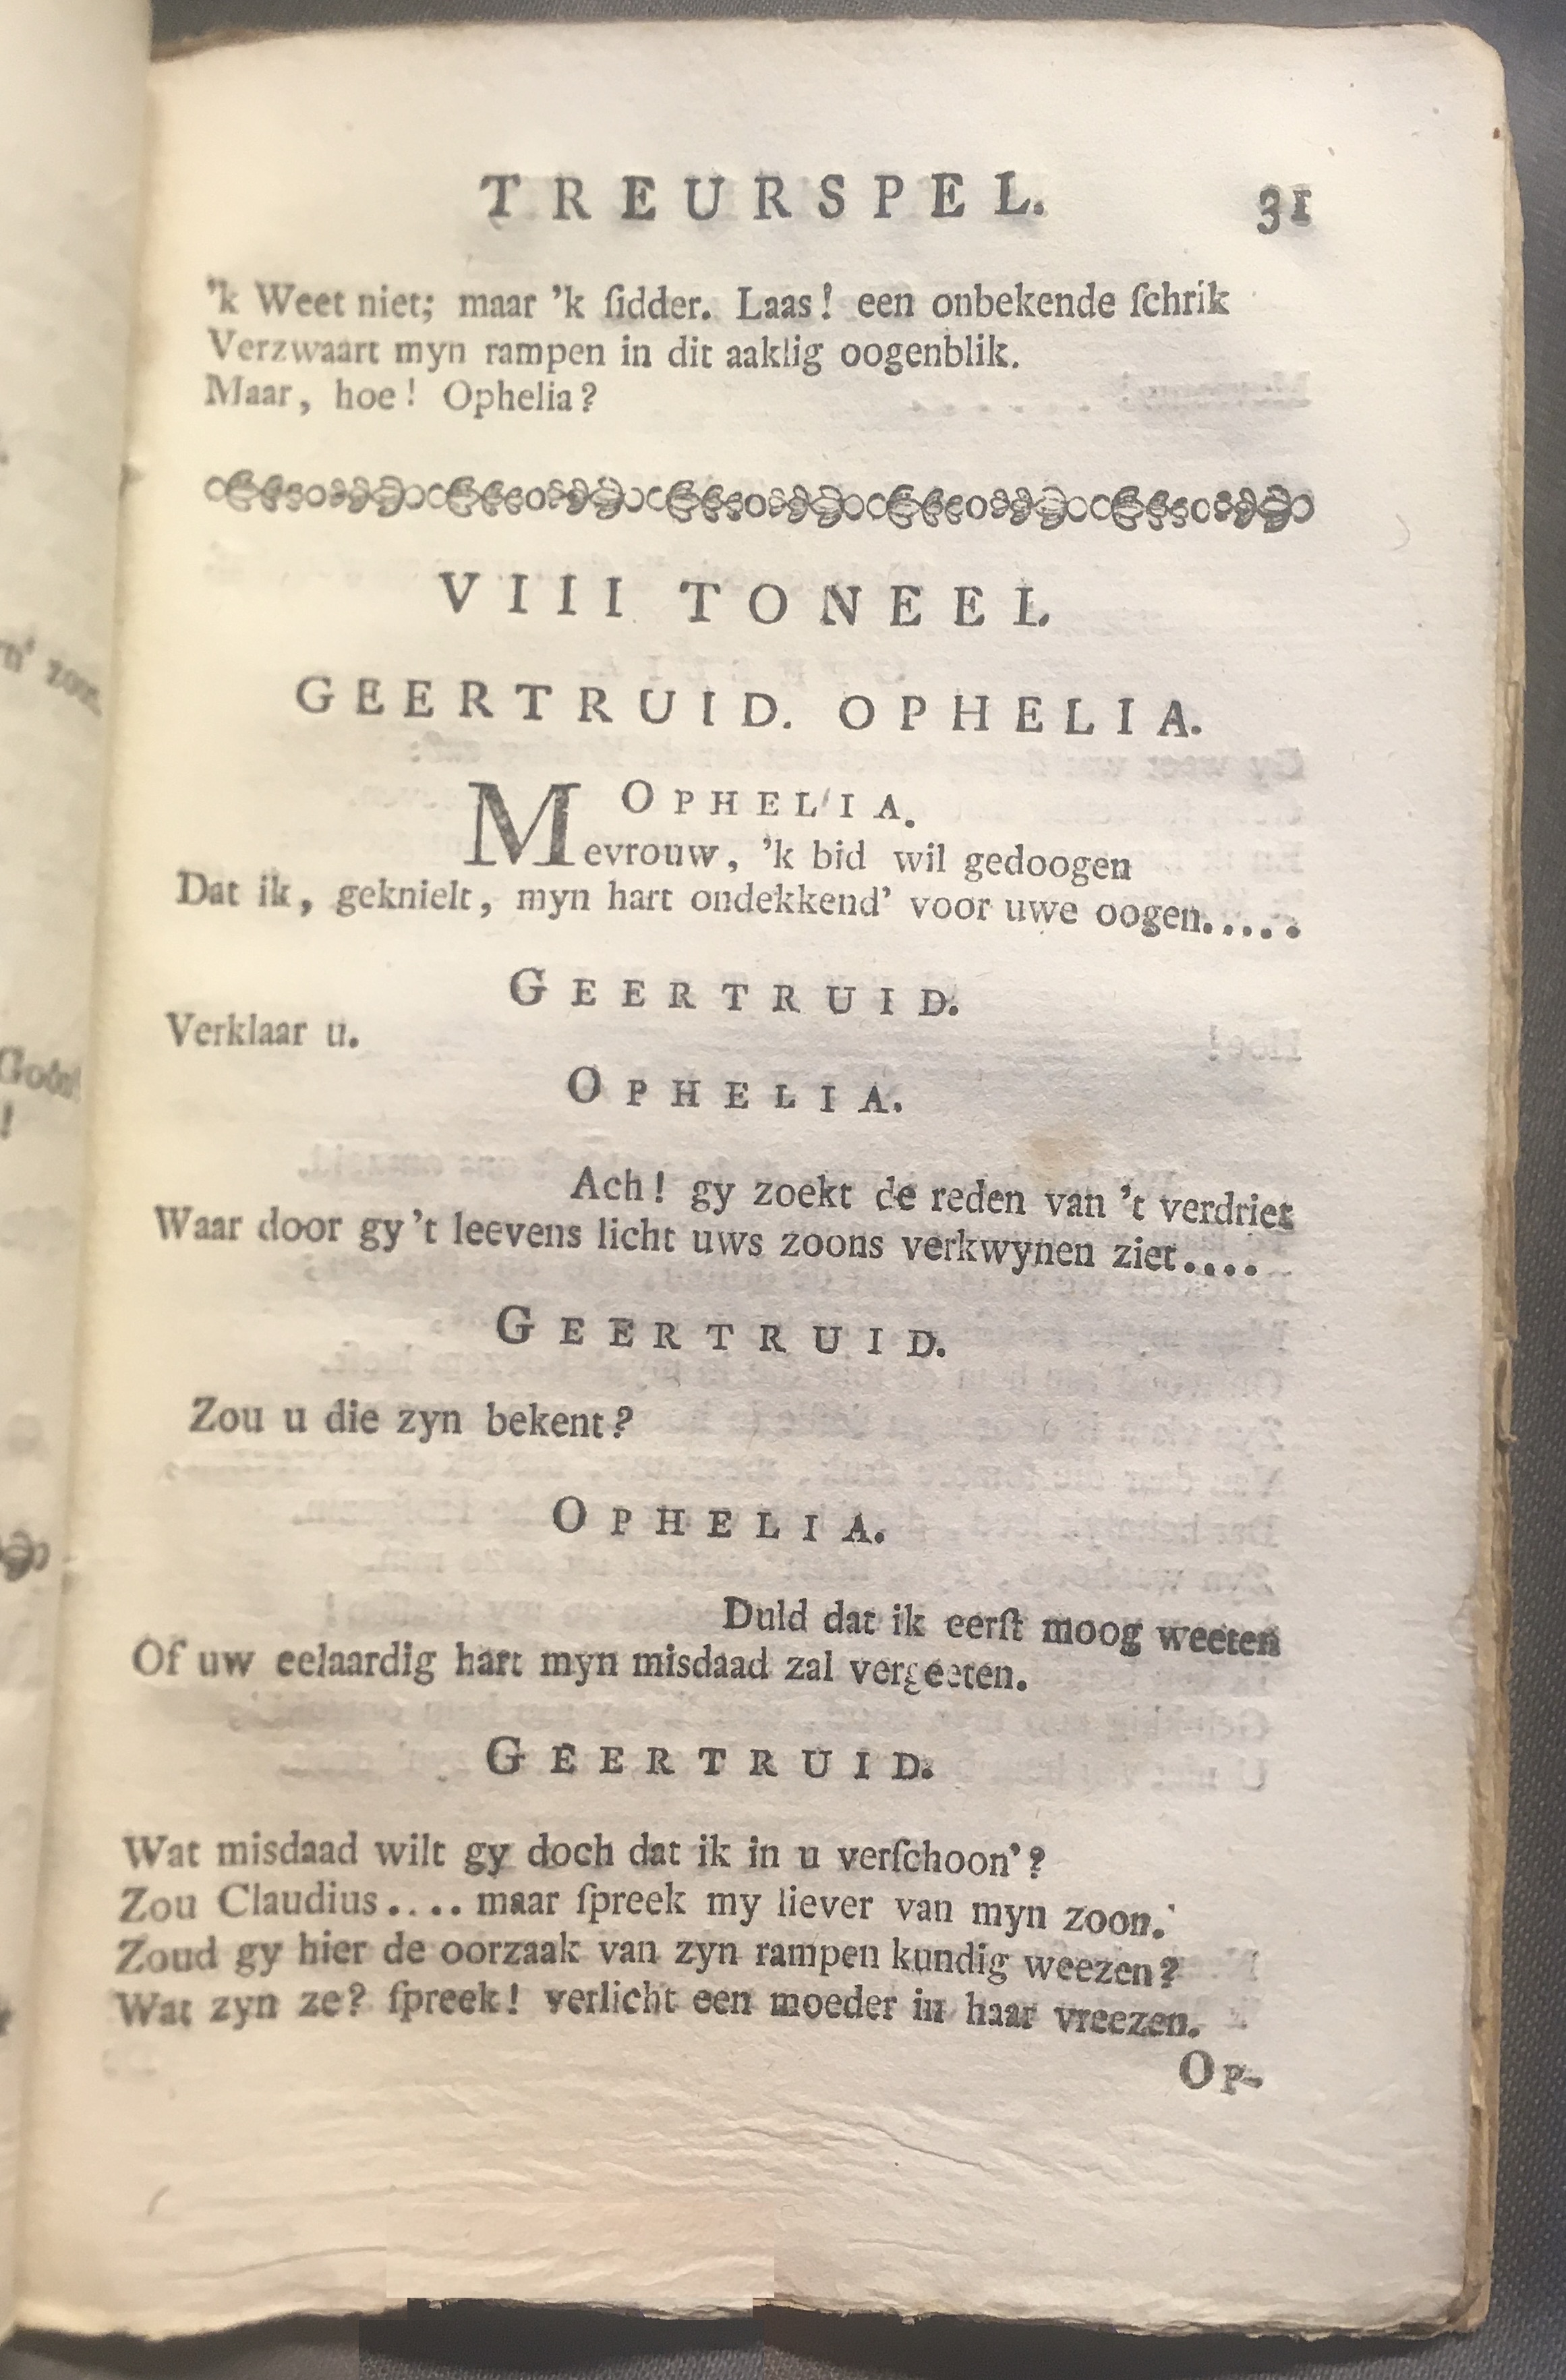 TREURSPEL. 31
'k Weet niet; maar 'k ſidder. Laas! een onbekende ſchrik
Verzwaart myn rampen in dit aaklig oogenblik.
Maar, hoe! Ophelia?
VIII TONEEL
GEERTRUID. OPHELIA.
OPHELIA.
Mevrouw, 'k bid wil gedoogen
Dat ik, geknielt, myn hart ondekkend' voor uwe oogen.....
GEERTRUID.
Verklaar u.
OPHELIA.
Ach! gy zoekt de reden van 't verdriet
Waar door gy 't leevens licht uws zoons verkwynen ziet....
GEERTRUID.
Zou u die zyn bekent?
OPHELIA.
Duld dat ik eerſt moog weeten
Of uw eelaardig hart myn misdaad zal vergeeten.
GEERTRUID.
Wat misdaad wilt gy doch dat ik in u verſchoon'?
Zou Claudius.... maar ſpreek my liever van myn zoon.
Zoud gy hier de oorzaak van zyn rampen kundig weezen?
Wat zyn ze? ſpreek! verlicht een moeder in haar vreezen.
OP-